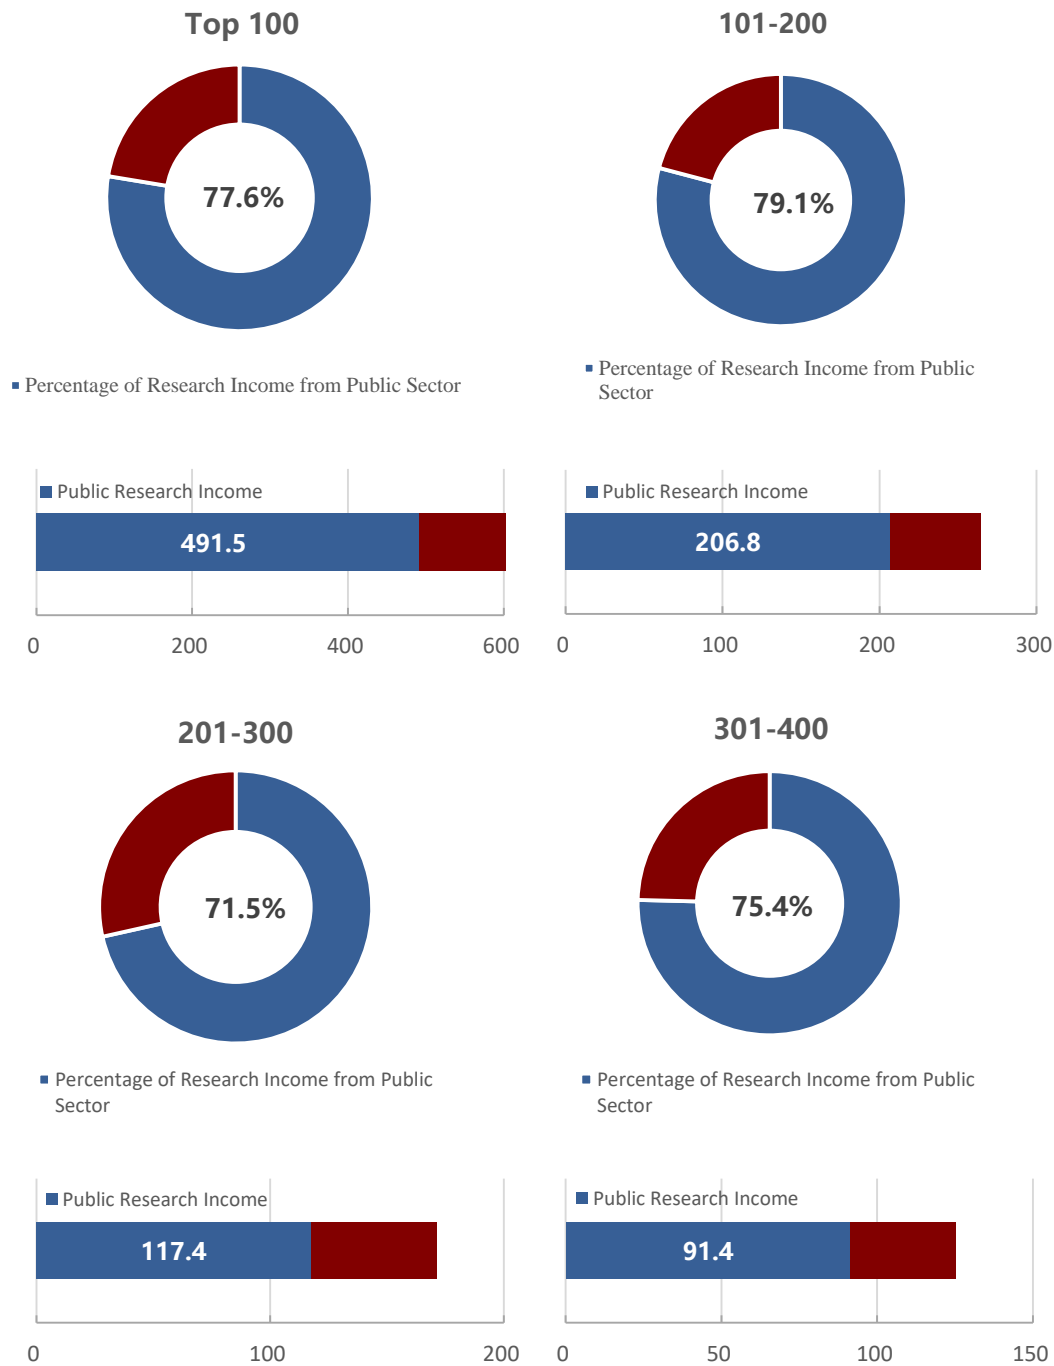 Top 100
101-200
77.6%
79.1%
Percentage of Research Income from Public Sector
Percentage of Research Income from Public
Sector
Public Research Income
491.5
0 200 400 600
Public Research Income
206.8
0 100 200 300
201-300
301-400
71.5%
75.4%
Percentage of Research Income from Public
Sector
Percentage of Research Income from Public
Sector
Public Research Income
117.4
0 100 200
Public Research Income
91.4
0 50 100 150